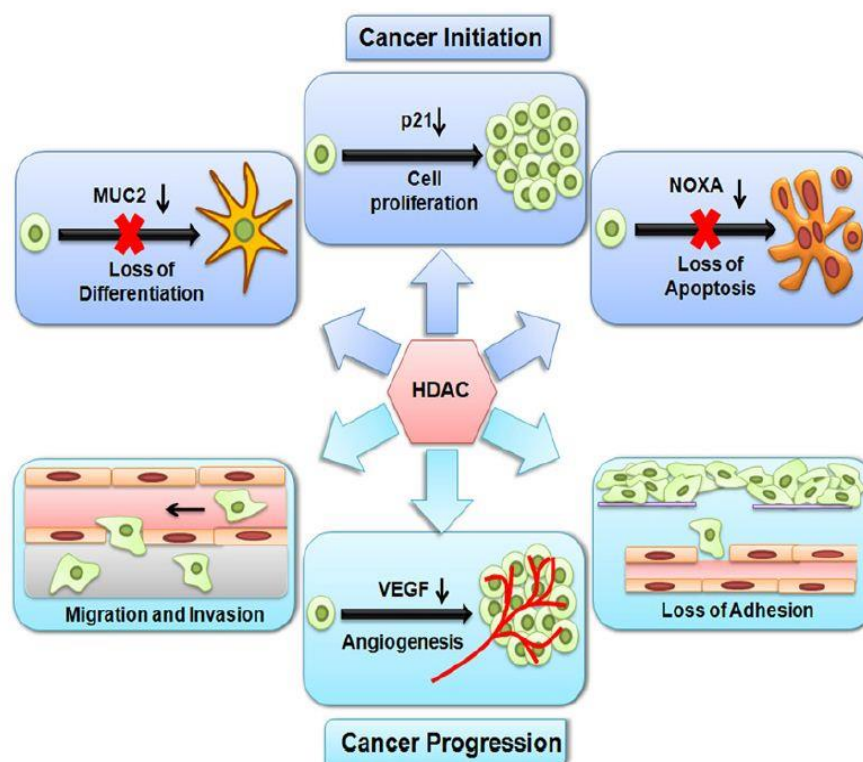 Cancer Initiation
p21↓
Cell
proliferation
MUC2 ↓
Loss of
Differentiation
NOXA ↓
Loss of
Apoptosis
HDAC
Migration and Invasion
VEGF ↓
Angiogenesis
Loss of Adhesion
Cancer Progression